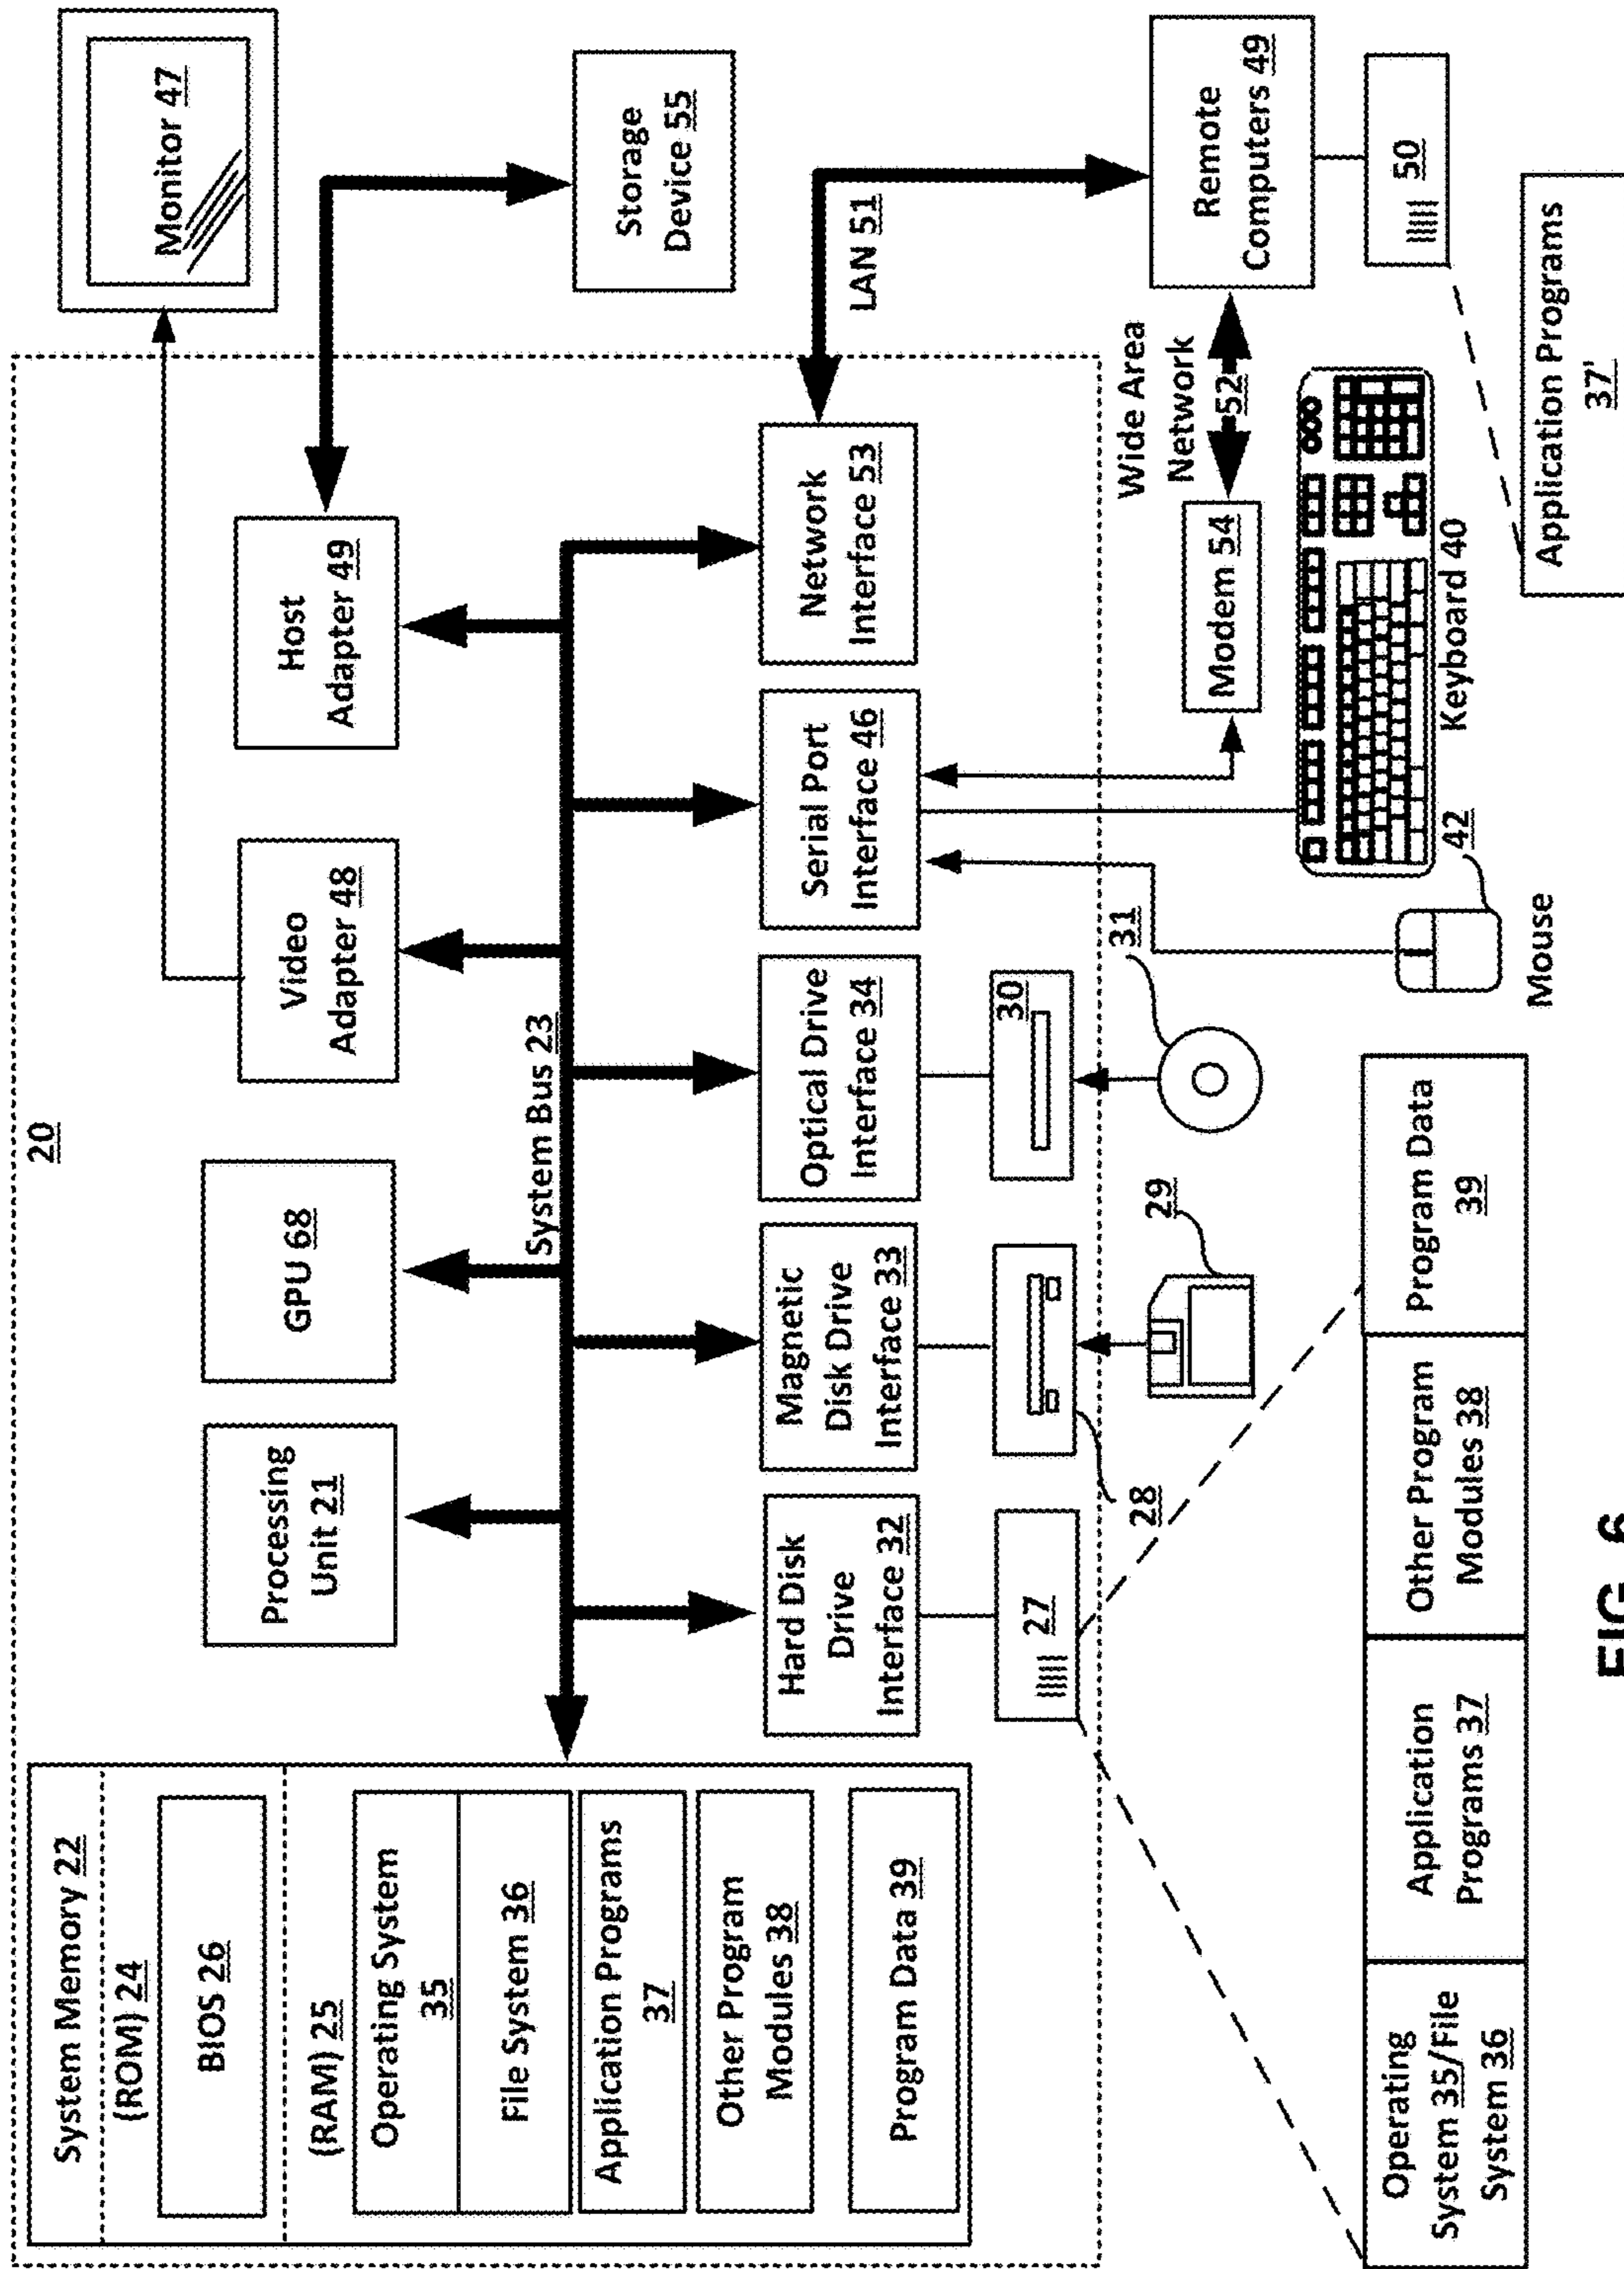 20
System Memory 22
(ROM) 24
BIOS 26
(RAM) 25
Operating System
35
File System 36
Application Programs
37
Other Program
Modules 38
Program Data 39
Processing
Unit 21
GPU 68
Video
Adapter 48
Host
Adapter 49
Monitor 47
System Bus 23
Storage
Device 55
Hard Disk
Drive
Interface 32
Magnetic
Disk Drive
Interface 33
Optical Drive
Interface 34
Serial Port
Interface 46
Network
Interface 53
LAN 51
27
28
29
30
31
Wide Area
Network
52
Modem 54
Remote
Computers 49
50
Operating
System 35/File
System 36
Application
Programs 37
Other Program
Modules 38
Program Data
39
Mouse
42
Keyboard 40
Application Programs
37'
FIG. 6